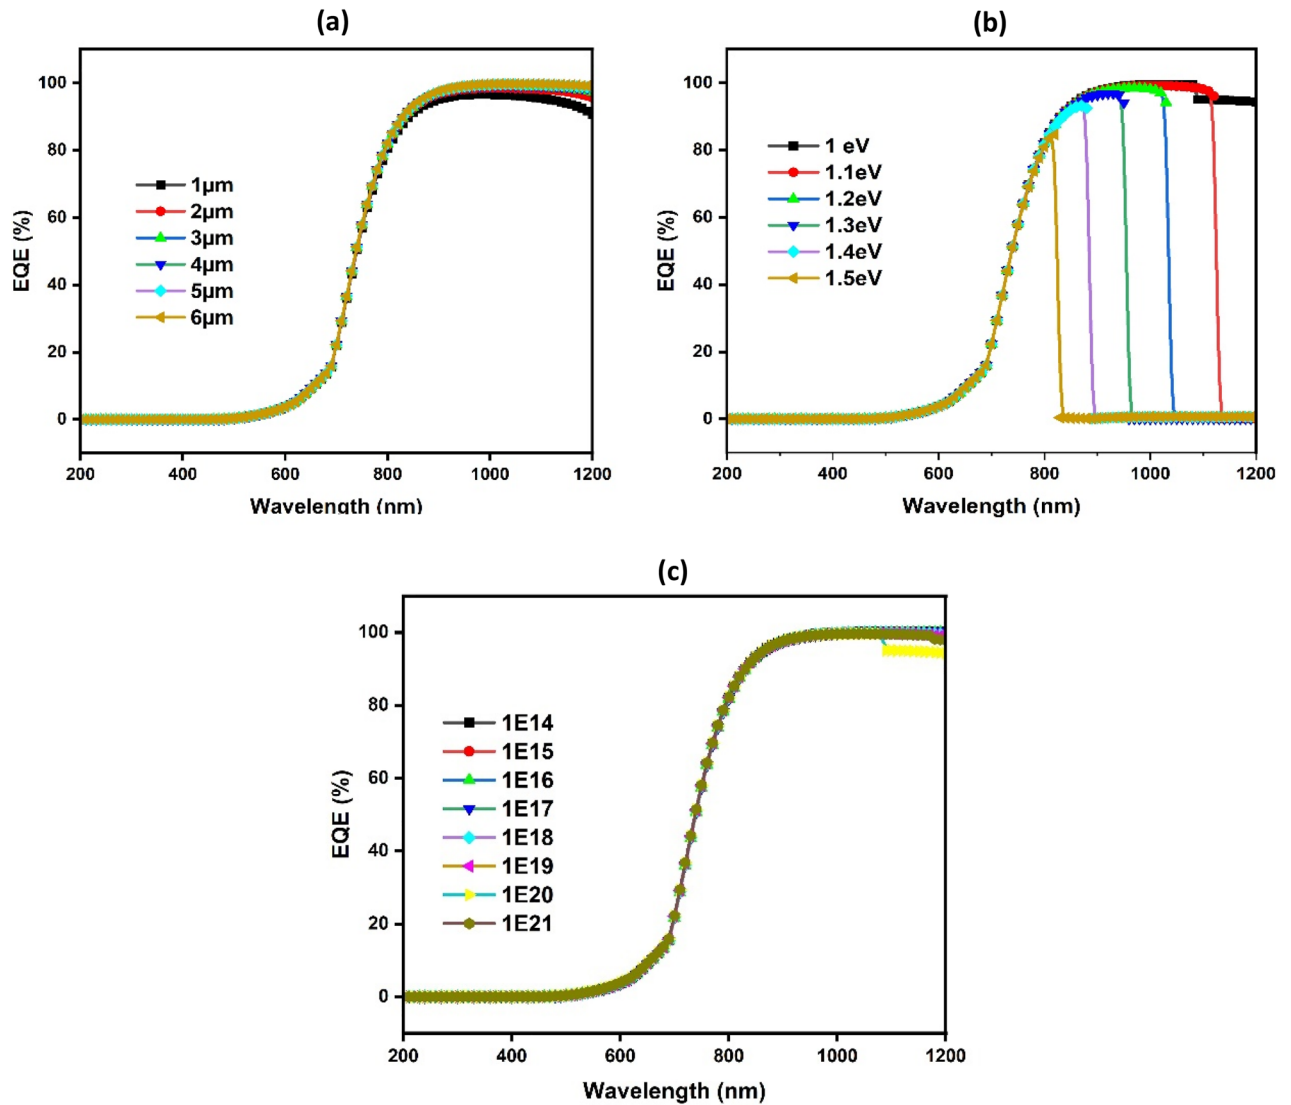 (a)
EQE (%)
100
80
60
40
20
0
1µm
2µm
3µm
4µm
5µm
6µm
200 400 600 800 1000 1200
Wavelength (nm)
(b)
EQE (%)
100
80
60
40
20
0
1 eV
1.1eV
1.2eV
1.3eV
1.4eV
1.5eV
200 400 600 800 1000 1200
Wavelength (nm)
(c)
EQE (%)
100
80
60
40
20
0
1E14
1E15
1E16
1E17
1E18
1E19
1E20
1E21
200 400 600 800 1000 1200
Wavelength (nm)